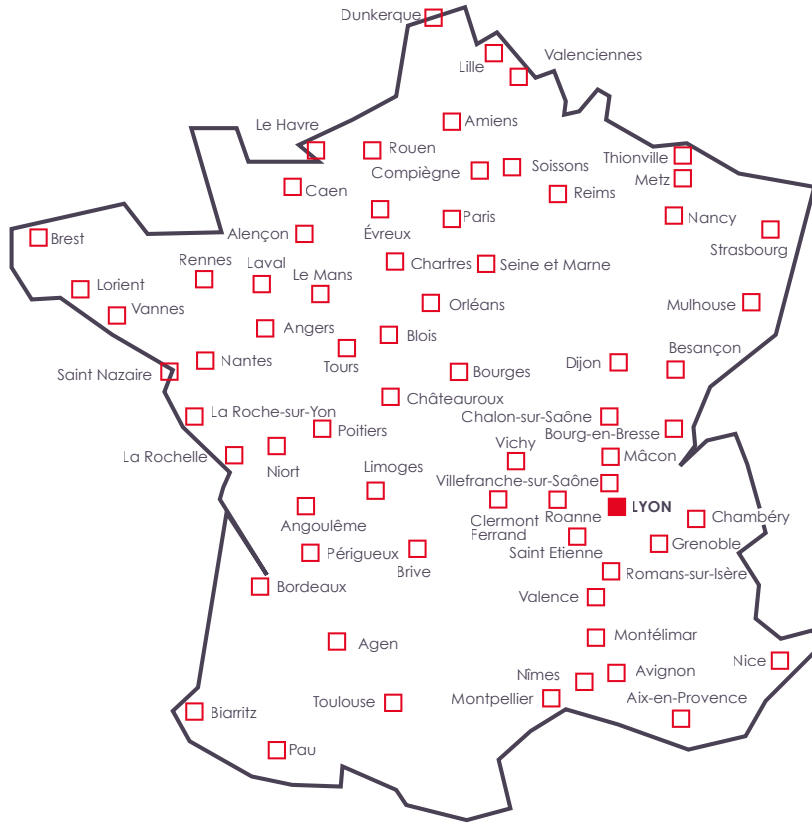 Dunkerque
Lille
Valenciennes
Amiens
Le Havre
Rouen
Compiègne
Soissons
Thionville
Metz
Caen
Reims
Alençon
Évreux
Paris
Nancy
Strasbourg
Brest
Rennes
Laval
Le Mans
Chartres
Seine et Marne
Lorient
Vannes
Orléans
Mulhouse
Angers
Blois
Nantes
Tours
Dijon
Besançon
Saint Nazaire
Bourges
Châteauroux
La Roche-sur-Yon
Poitiers
Chalon-sur-Saône
Bourg-en-Bresse
La Rochelle
Niort
Vichy
Mâcon
Limoges
Villefranche-sur-Saône
Angoulême
Clermont
Ferrand
Roanne
LYON
Chambéry
Saint Etienne
Grenoble
Périgueux
Brive
Romans-sur-Isère
Bordeaux
Valence
Agen
Montélimar
Nice
Nîmes
Avignon
Montpellier
Aix-en-Provence
Toulouse
Biarritz
Pau